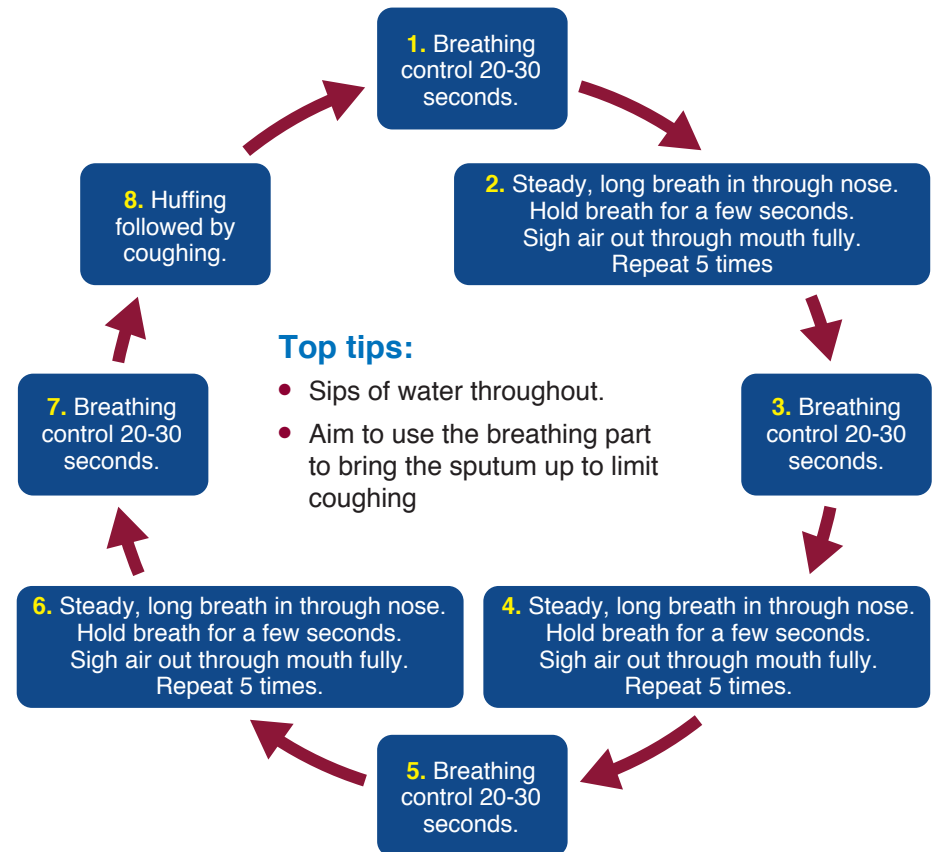 1. Breathing
control 20-30
seconds.
2. Steady, long breath in through nose.
Hold breath for a few seconds.
Sigh air out through mouth fully.
Repeat 5 times
3. Breathing
control 20-30
seconds.
4. Steady, long breath in through nose.
Hold breath for a few seconds.
Sigh air out through mouth fully.
Repeat 5 times.
5. Breathing
control 20-30
seconds.
6. Steady, long breath in through nose.
Hold breath for a few seconds.
Sigh air out through mouth fully.
Repeat 5 times.
7. Breathing
control 20-30
seconds.
8. Huffing
followed by
coughing.
Top tips:
• Sips of water throughout.
• Aim to use the breathing part
to bring the sputum up to limit
coughing